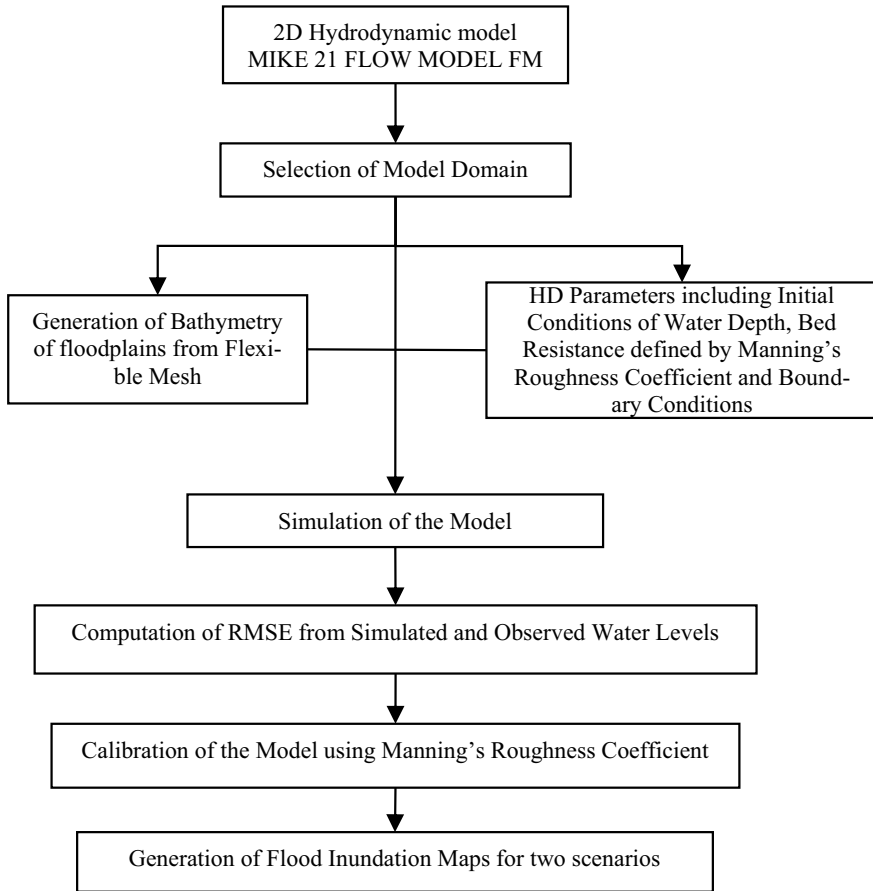 2D Hydrodynamic model
MIKE 21 FLOW MODEL FM
Selection of Model Domain
Generation of Bathymetry
of floodplains from Flexi-
ble Mesh
HD Parameters including Initial
Conditions of Water Depth, Bed
Resistance defined by Manning’s
Roughness Coefficient and Bound-
ary Conditions
Simulation of the Model
Computation of RMSE from Simulated and Observed Water Levels
Calibration of the Model using Manning’s Roughness Coefficient
Generation of Flood Inundation Maps for two scenarios